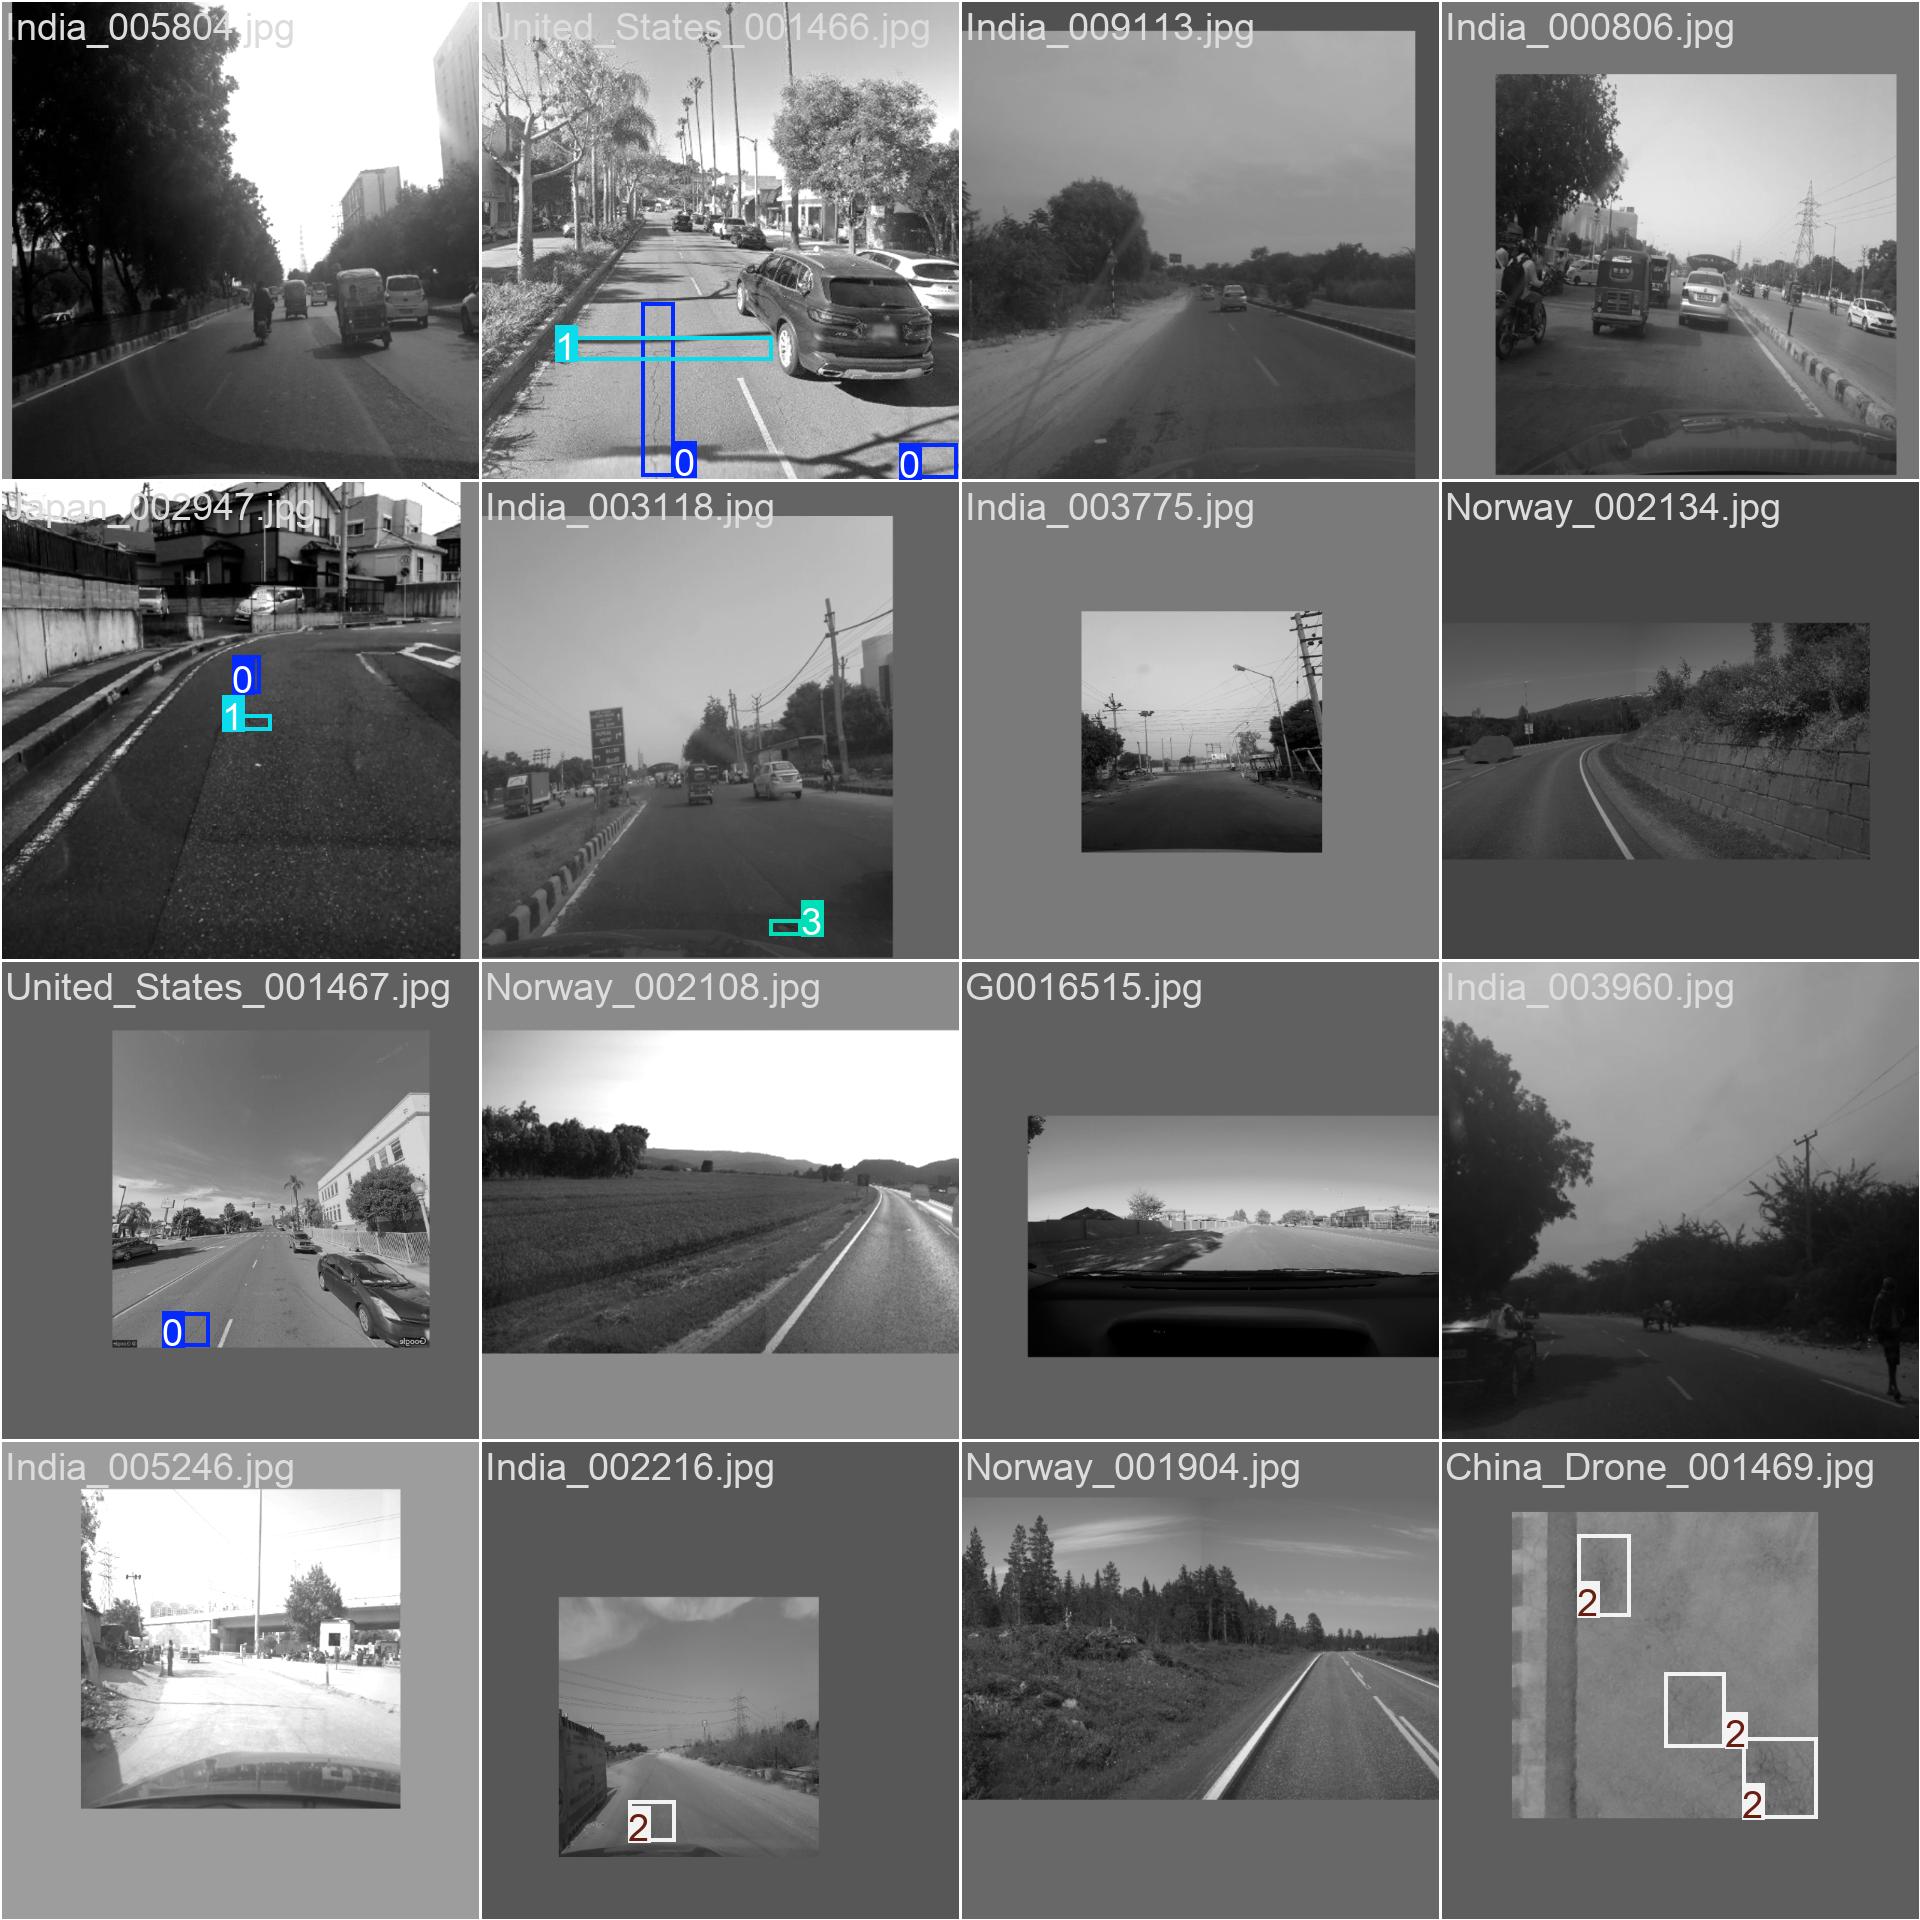 India_005804.jpg
United_States_001466.jpg
India_009113.jpg
India_000806.jpg
1
0
0
Japan_002947.jpg
India_003118.jpg
India_003775.jpg
Norway_002134.jpg
0
1
3
United_States_001467.jpg
Norway_002108.jpg
G0016515.jpg
India_003960.jpg
0
Google
India_005246.jpg
India_002216.jpg
Norway_001904.jpg
China_Drone_001469.jpg
2
2
2
2